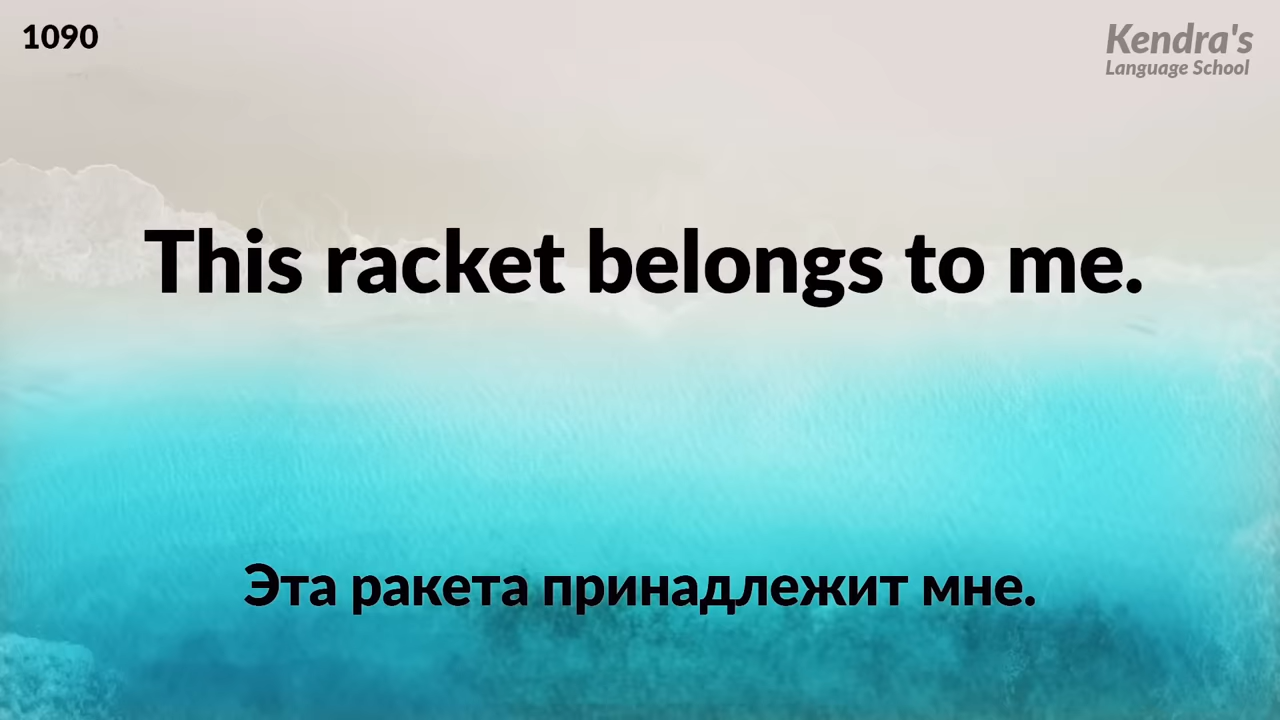 1090
Kendra's
Language School
This racket belongs to me.
Эта ракета принадлежит мне.